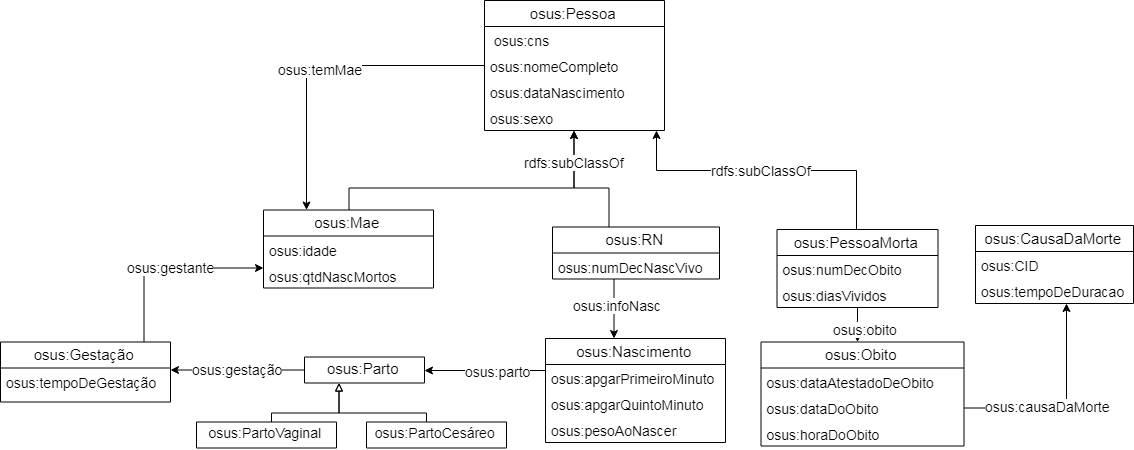 osus:Pessoa
osus:cns
osus:nomeCompleto
osus:dataNascimento
osus:sexo
osus:temMae
rdfs:subClassOf
rdfs:subClassOf
osus:Mae
osus:idade
osus:qtdNascMortos
osus:RN
osus:numDecNascVivo
osus:PessoaMorta
osus:numDecObito
osus:diasVividos
osus:CausaDaMorte
osus:CID
osus:tempoDeDuracao
osus:gestante
osus:infoNasc
osus:obito
osus:Gestação
osus:tempoDeGestação
osus:gestação
osus:Parto
osus:parto
osus:Nascimento
osus:apgarPrimeiroMinuto
osus:apgarQuintoMinuto
osus:pesoAoNascer
osus:Obito
osus:dataAtestadoDeObito
osus:dataDoObito
osus:horaDoObito
osus:causaDaMorte
osus:PartoVaginal
osus:PartoCesáreo